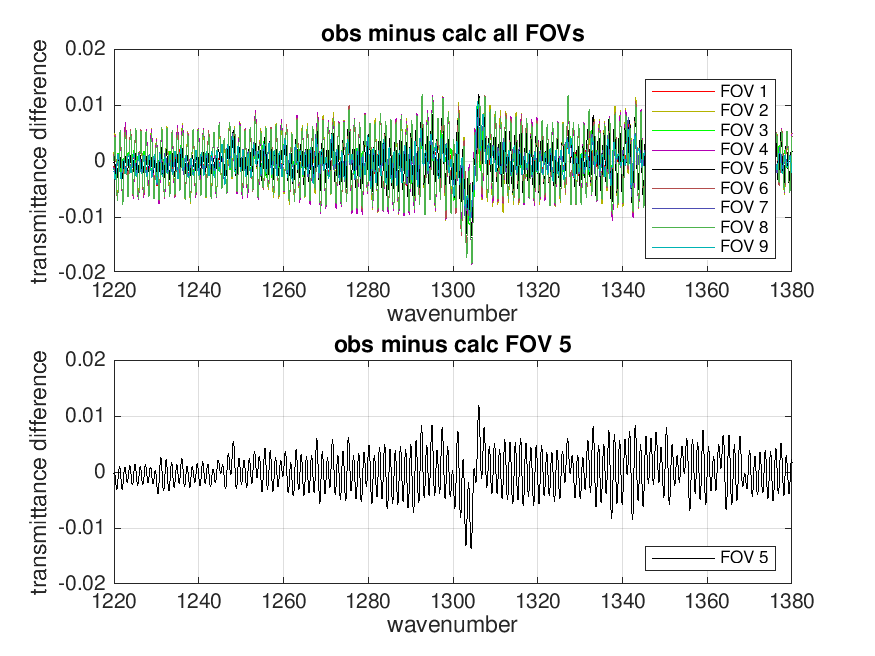 obs minus calc all FOVs
transmittance difference
0.02
0.01
0
-0.01
-0.02
FOV 1
FOV 2
FOV 3
FOV 4
FOV 5
FOV 6
FOV 7
FOV 8
FOV 9
1220 1240 1260 1280 1300 1320 1340 1360 1380
wavenumber
obs minus calc FOV 5
transmittance difference
0.02
0.01
0
-0.01
-0.02
FOV 5
1220 1240 1260 1280 1300 1320 1340 1360 1380
wavenumber